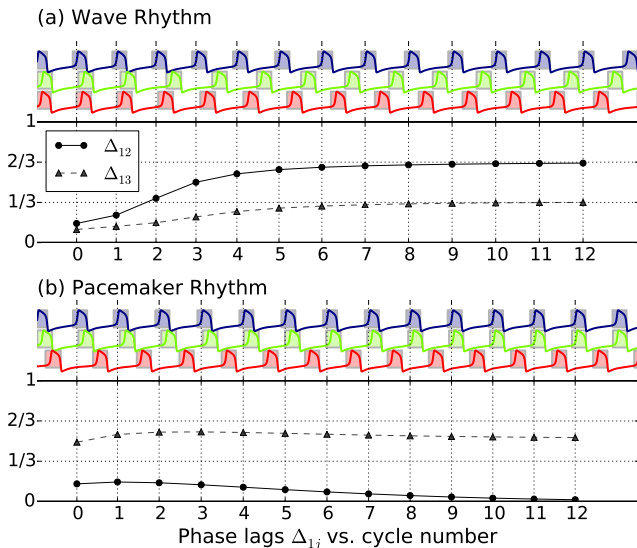 (a) Wave Rhythm
1
2/3
1/3
0
Δ₁₂
Δ₁₃
0 1 2 3 4 5 6 7 8 9 10 11 12
(b) Pacemaker Rhythm
1
2/3
1/3
0
0 1 2 3 4 5 6 7 8 9 10 11 12
Phase lags Δ₁ⱼ vs. cycle number